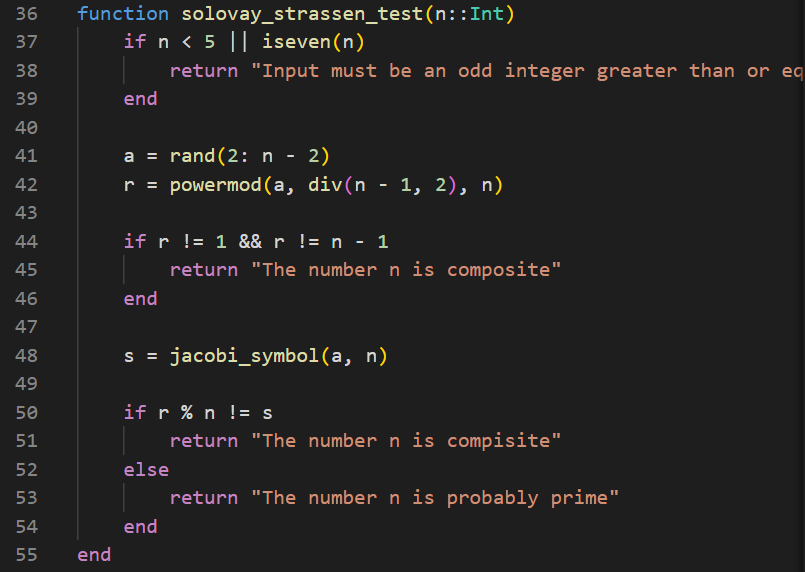 36 function solovay_strassen_test(n::Int)
37     if n < 5 || iseven(n)
38         return "Input must be an odd integer greater than or eq
39     end
40
41     a = rand(2: n - 2)
42     r = powermod(a, div(n - 1, 2), n)
43
44     if r != 1 && r != n - 1
45         return "The number n is composite"
46     end
47
48     s = jacobi_symbol(a, n)
49
50     if r % n != s
51         return "The number n is compisite"
52     else
53         return "The number n is probably prime"
54     end
55 end